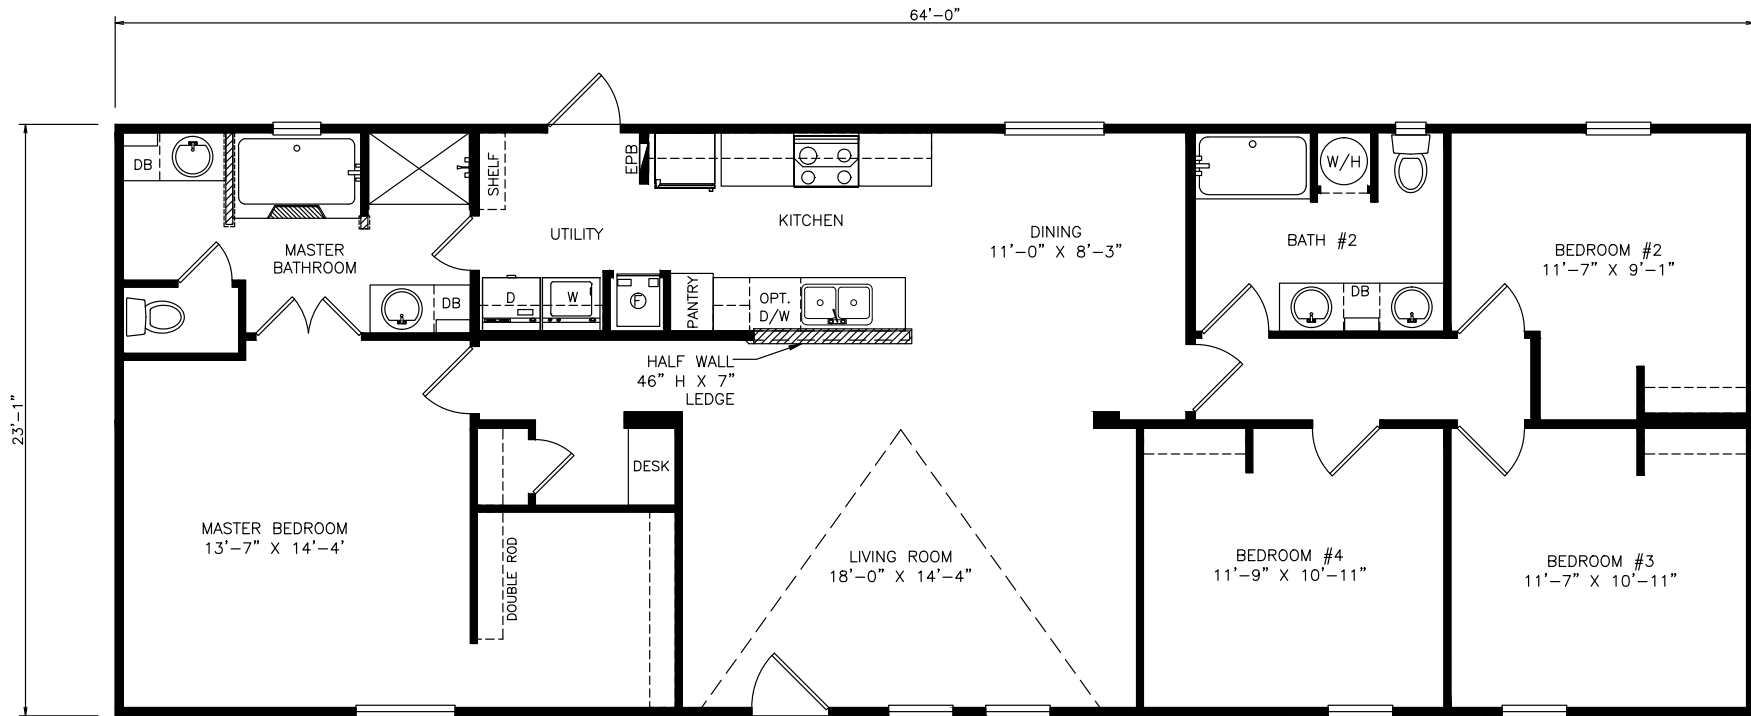 64'-0"
23'-1"
DB
MASTER
BATHROOM
DB
SHELF
EPB
UTILITY
KITCHEN
D
W
F
PANTRY
OPT.
D/W
HALF WALL
46" H X 7"
LEDGE
DINING
11'-0" X 8'-3"
W/H
BATH #2
DB
BEDROOM #2
11'-7" X 9'-1"
MASTER BEDROOM
13'-7" X 14'-4'
DESK
DOUBLE ROD
LIVING ROOM
18'-0" X 14'-4"
BEDROOM #4
11'-9" X 10'-11"
BEDROOM #3
11'-7" X 10'-11"